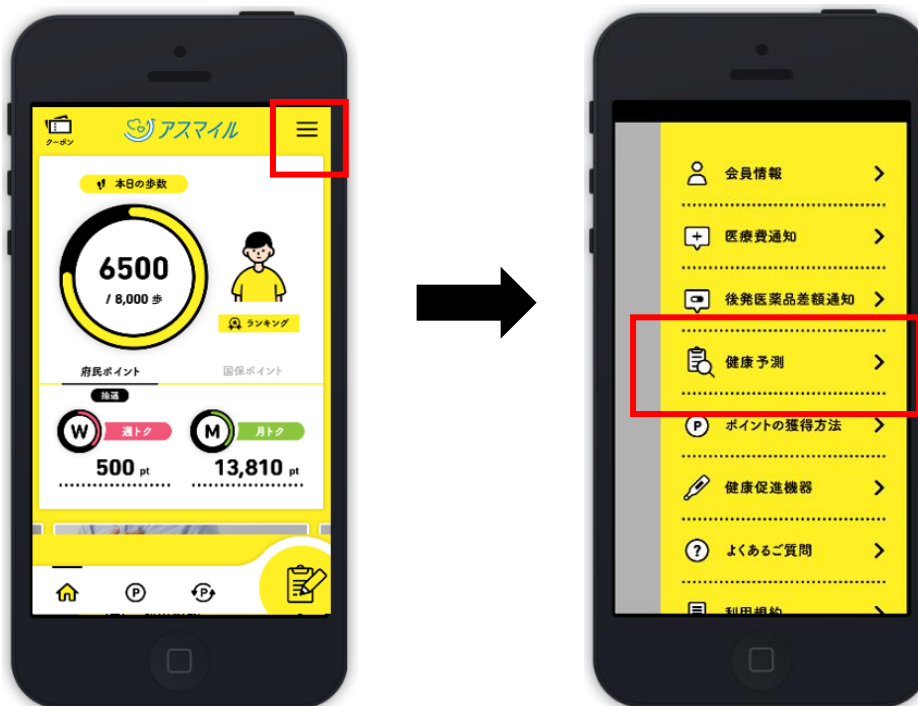 クーポン
アスマイル
本日の歩数
6500
/ 8,000 歩
ランキング
府民ポイント
国保ポイント
抽選
W 週トク
M 月トク
500 pt
13,810 pt
P
P
会員情報
医療費通知
後発医薬品差額通知
健康予測
P ポイントの獲得方法
健康促進機器
? よくあるご質問
利用規約